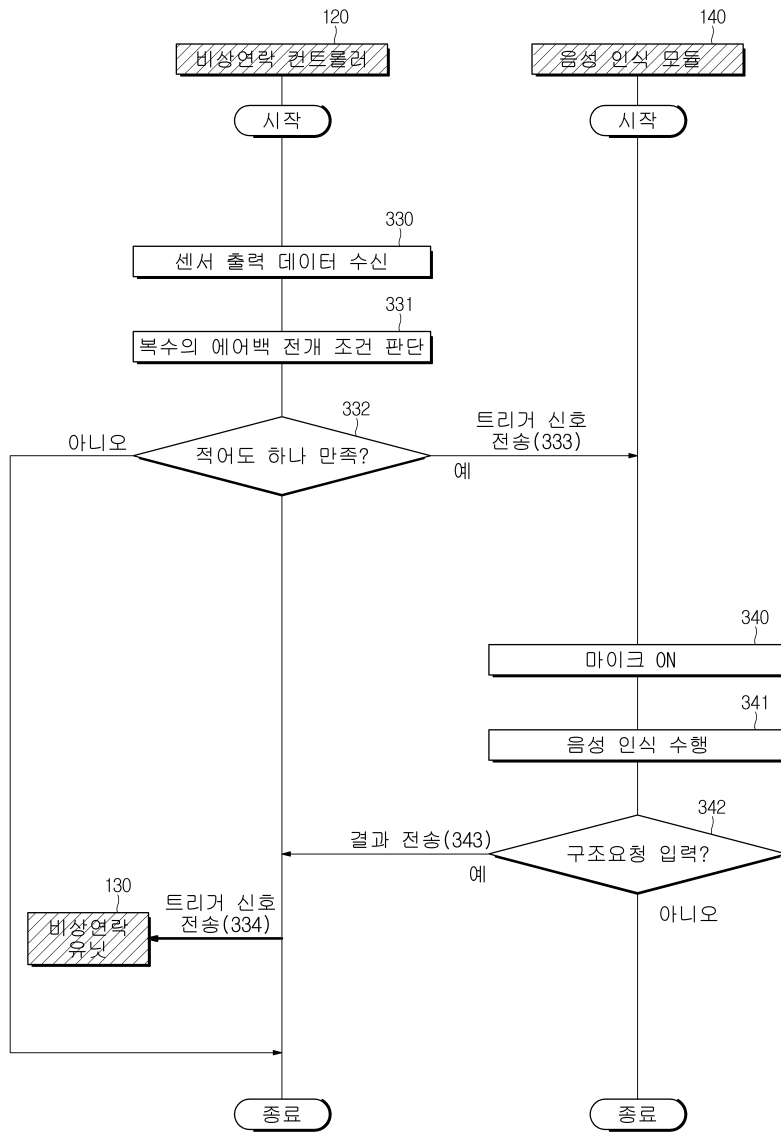 120
140
비상연락 컨트롤러
음성 인식 모듈
시작
시작
330
센서 출력 데이터 수신
331
복수의 에어백 전개 조건 판단
332
아니오
적어도 하나 만족?
트리거 신호
전송(333)
예
340
마이크 ON
341
음성 인식 수행
342
결과 전송(343)
구조요청 입력?
예
아니오
130
트리거 신호
전송(334)
비상연락
유닛
종료
종료